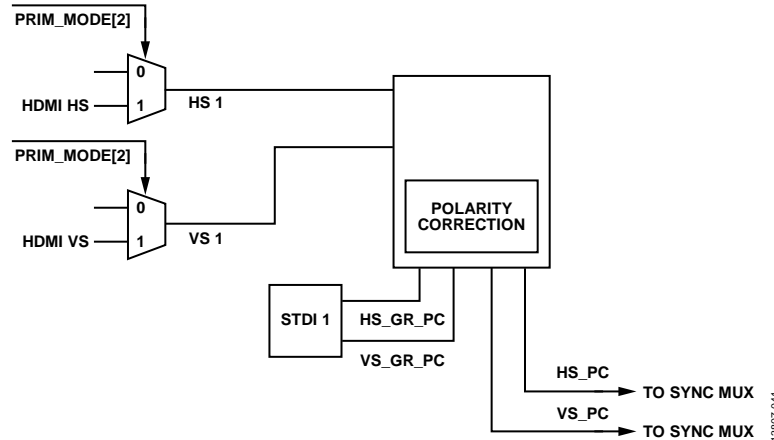 PRIM_MODE[2]
0
HDMI HS
1
HS 1
PRIM_MODE[2]
0
HDMI VS
1
VS 1
POLARITY
CORRECTION
STDI 1
HS_GR_PC
VS_GR_PC
HS_PC
TO SYNC MUX
VS_PC
TO SYNC MUX